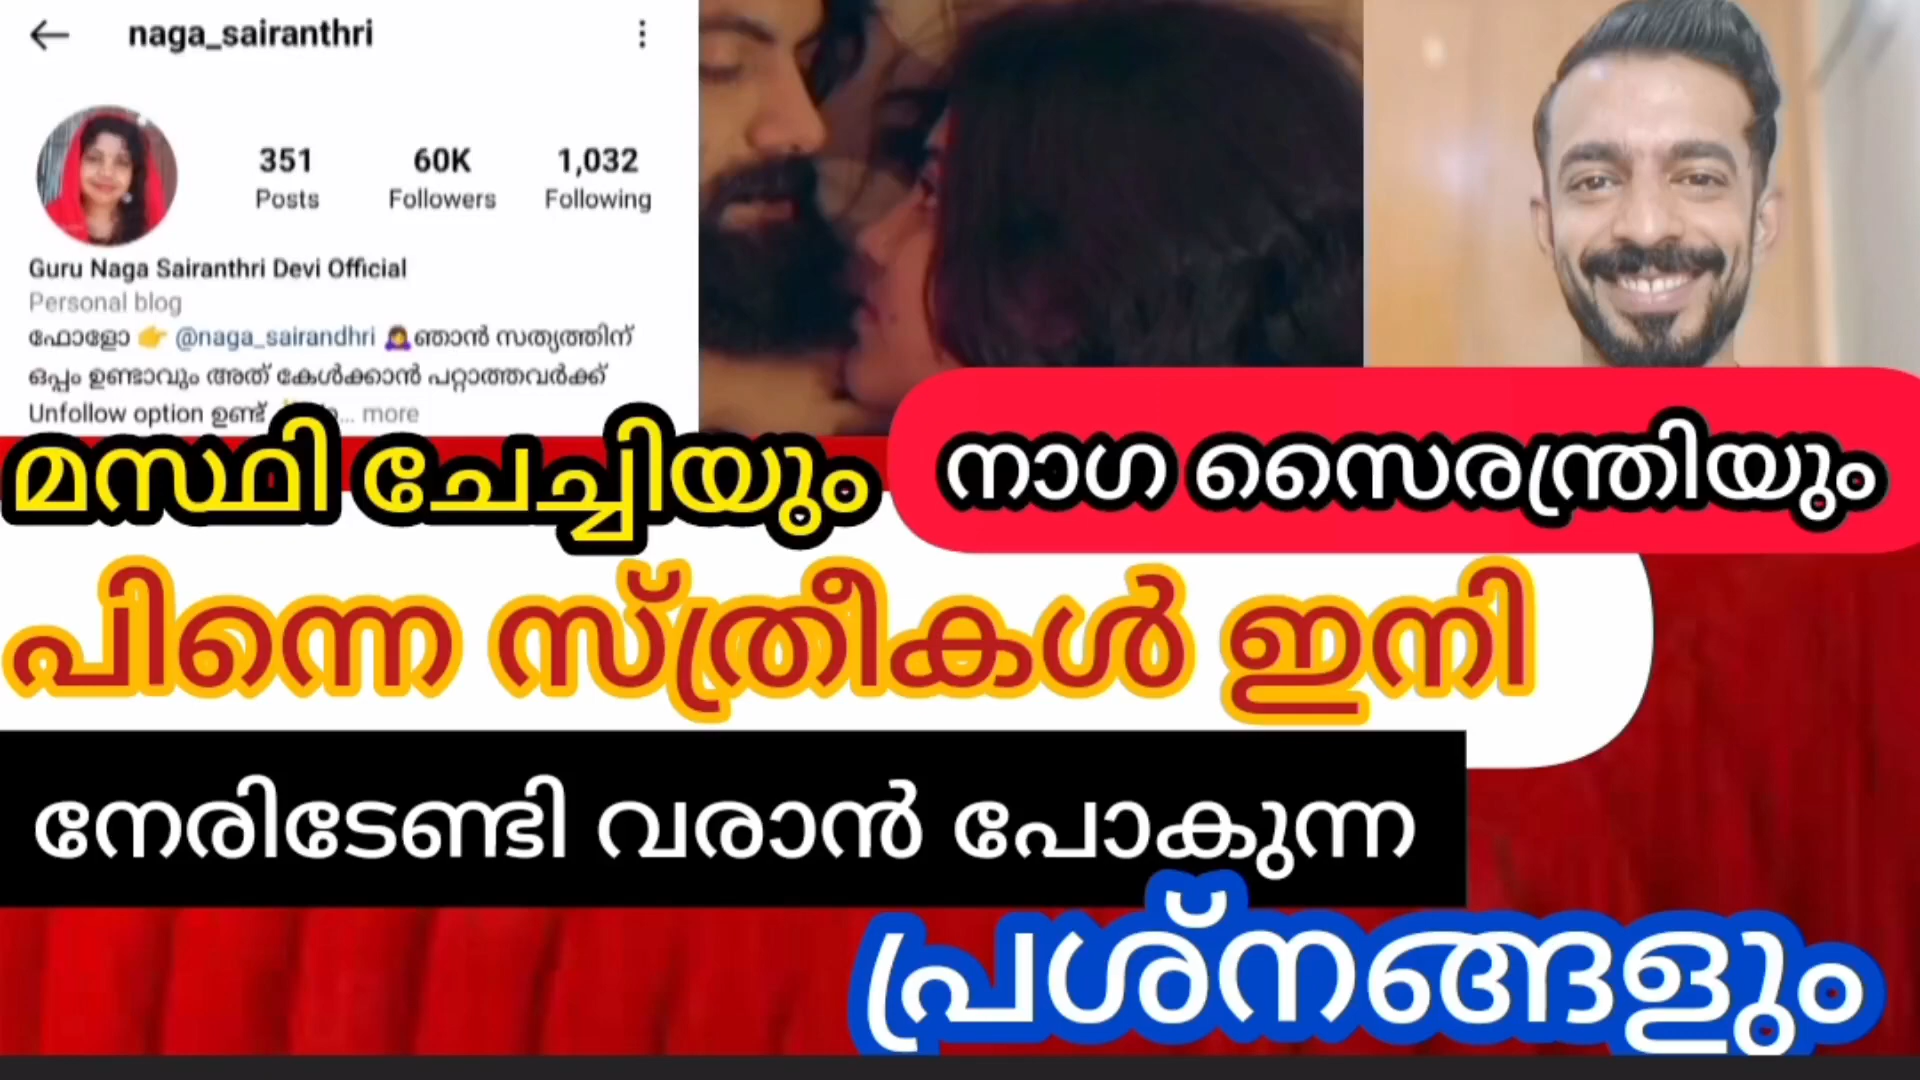 naga_sairanthri
351 60K 1,032
Posts Followers Following
Guru Naga Sairanthri Devi Official
Personal blog
ഫോളോ 👉 @naga_sairandhri 🙇‍♀️ഞാൻ സത്യത്തിന്
ഒപ്പം ഉണ്ടാവും അത് കേൾക്കാൻ പറ്റാത്തവർക്ക്
Unfollow option ഉണ്ട് ... more
മസ്ഥി ചേച്ചിയും നാഗ സൈരന്ത്രിയും
പിന്നെ സ്ത്രീകൾ ഇനി
നേരിടേണ്ടി വരാൻ പോകുന്ന
പ്രശ്നങ്ങളും